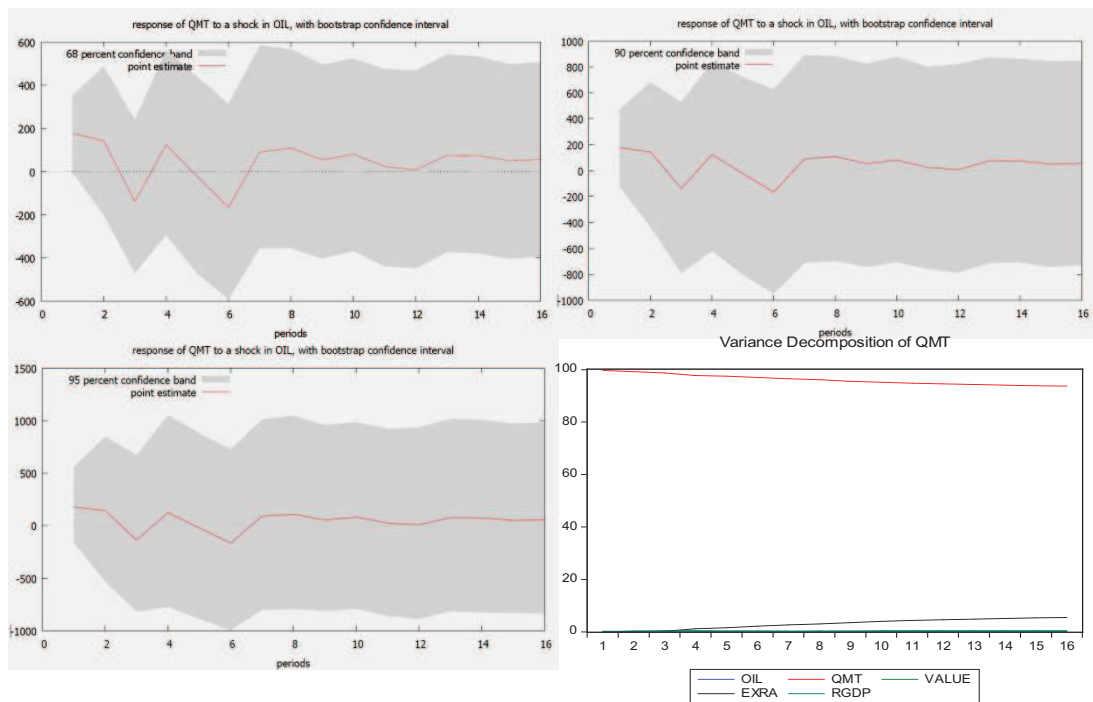 response of QMT to a shock in OIL, with bootstrap confidence interval
68 percent confidence band
point estimate
600
400
200
0
-200
-400
-600
0 2 4 6 8 10 12 14 16
periods
response of QMT to a shock in OIL, with bootstrap confidence interval
90 percent confidence band
point estimate
1000
800
600
400
200
0
-200
-400
-600
-800
-1000
0 2 4 6 8 10 12 14 16
periods
response of QMT to a shock in OIL, with bootstrap confidence interval
95 percent confidence band
point estimate
1500
1000
500
0
-500
-1000
0 2 4 6 8 10 12 14 16
periods
Variance Decomposition of QMT
100
80
60
40
20
0
1 2 3 4 5 6 7 8 9 10 11 12 13 14 15 16
OIL QMT VALUE
EXRA RGDP